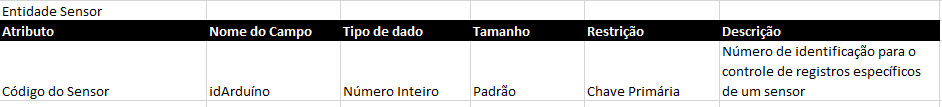 Entidade Sensor
Atributo Nome do Campo Tipo de dado Tamanho Restrição Descrição
Número de identificação para o
controle de registros específicos
Código do Sensor idArduíno Número Inteiro Padrão Chave Primária de um sensor